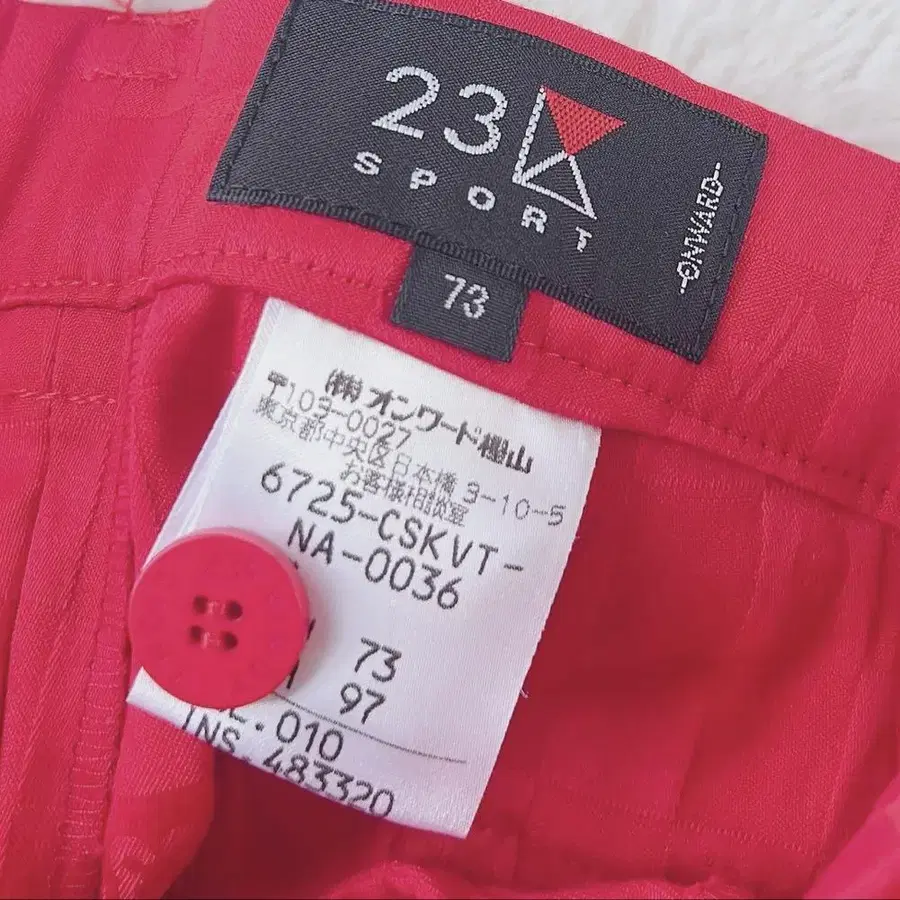 23
SPORT
ONWARD
73
(株)オンワード樫山
〒103-0027
東京都中央区日本橋 3-10-5
お客様相談室
6725-CSKVT-
NA-0036
73
97
.010
INS.483320